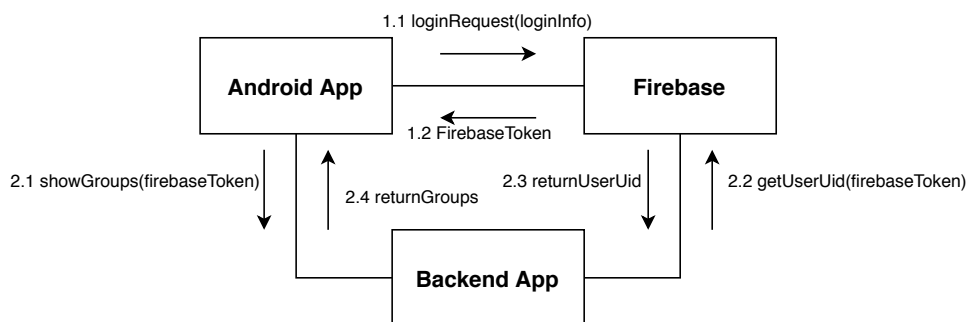 1.1 loginRequest(loginInfo)
Android App
Firebase
1.2 FirebaseToken
2.1 showGroups(firebaseToken)
2.4 returnGroups
2.3 returnUserUid
2.2 getUserUid(firebaseToken)
Backend App